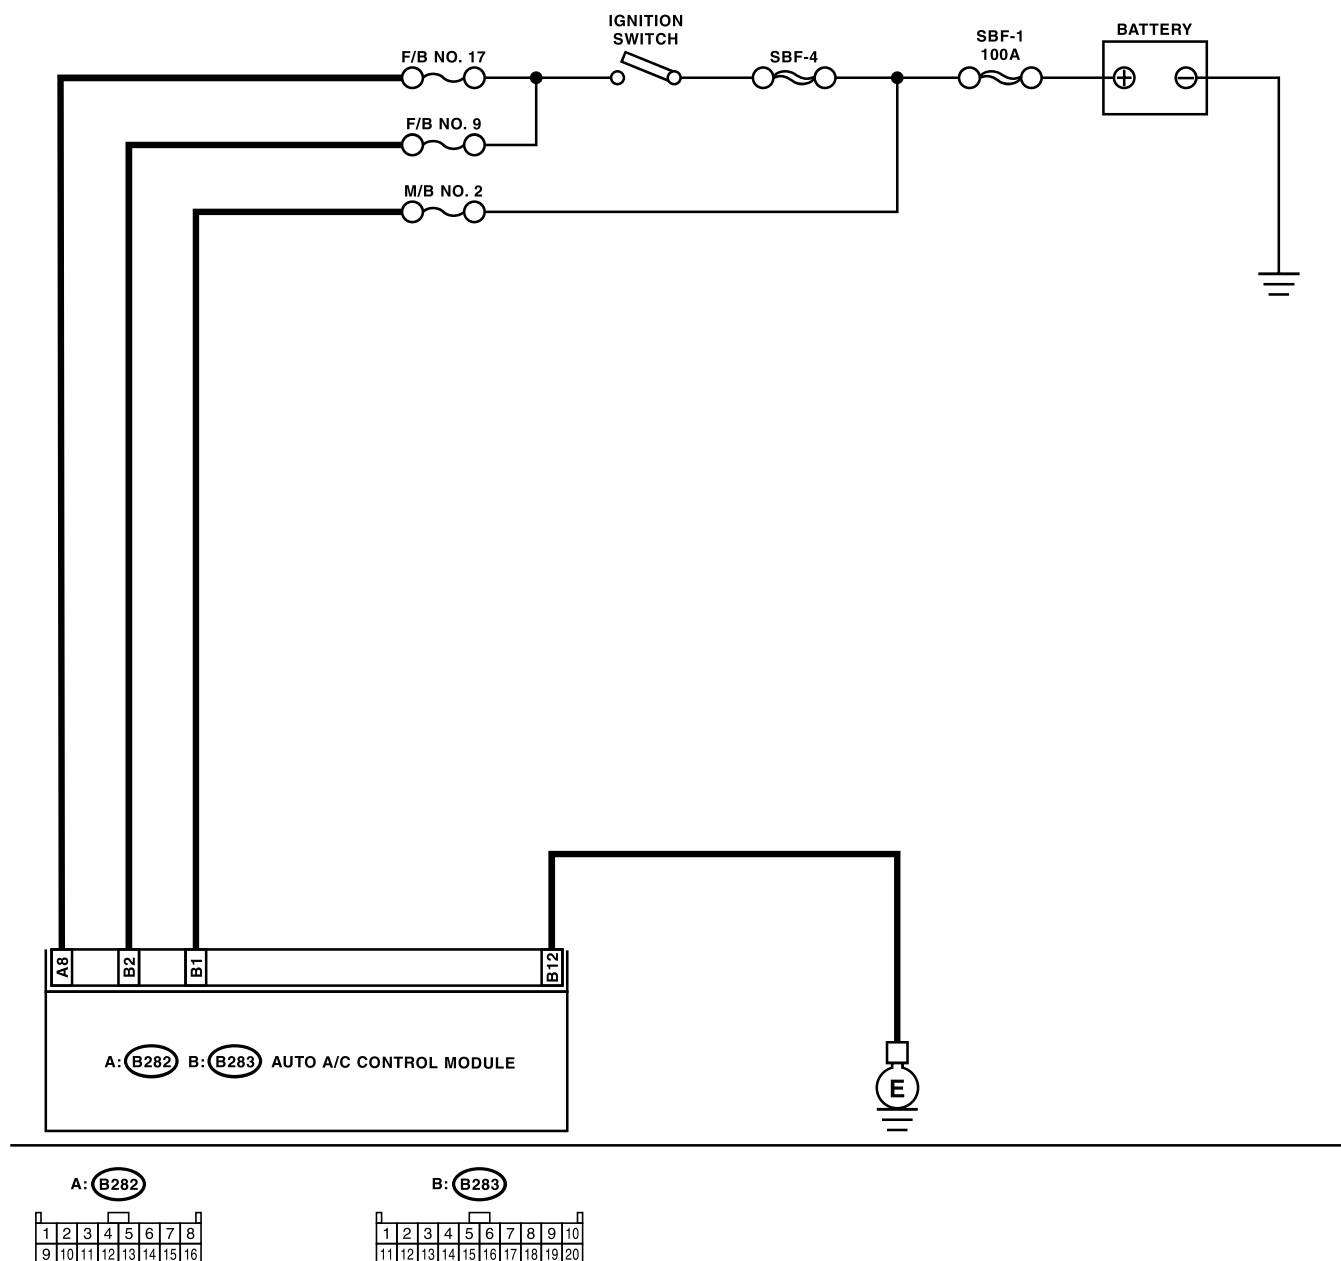 IGNITION
SWITCH
F/B NO. 17
SBF-4
SBF-1
100A
BATTERY
F/B NO. 9
M/B NO. 2
A8
B2
B1
B12
A: B282 B: B283 AUTO A/C CONTROL MODULE
E
A: B282
B: B283
1 2 3 4 5 6 7 8
9 10 11 12 13 14 15 16
1 2 3 4 5 6 7 8 9 10
11 12 13 14 15 16 17 18 19 20